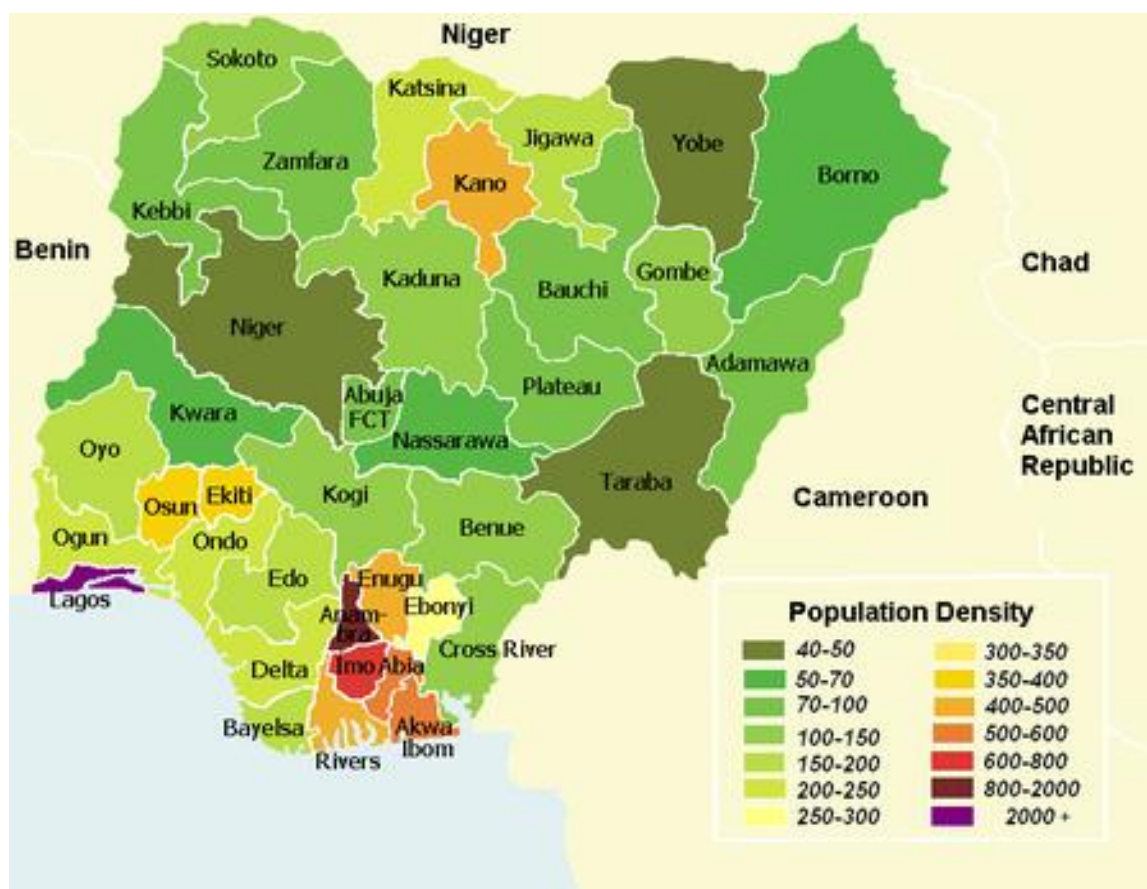 Niger
Sokoto
Katsina
Jigawa
Yobe
Borno
Zamfara
Kano
Kebbi
Benin
Chad
Kaduna
Bauchi
Gombe
Niger
Adamawa
Plateau
Abuja
FCT
Kwara
Nassarawa
Central
African
Republic
Oyo
Taraba
Cameroon
Osun
Ekiti
Kogi
Benue
Ogun
Ondo
Edo
Enugu
Lagos
Ebonyi
Anam-
bra
Cross River
Delta
Imo
Abia
Bayelsa
Rivers
Akwa
Ibom
Population Density
40-50
50-70
70-100
100-150
150-200
200-250
250-300
300-350
350-400
400-500
500-600
600-800
800-2000
2000 +